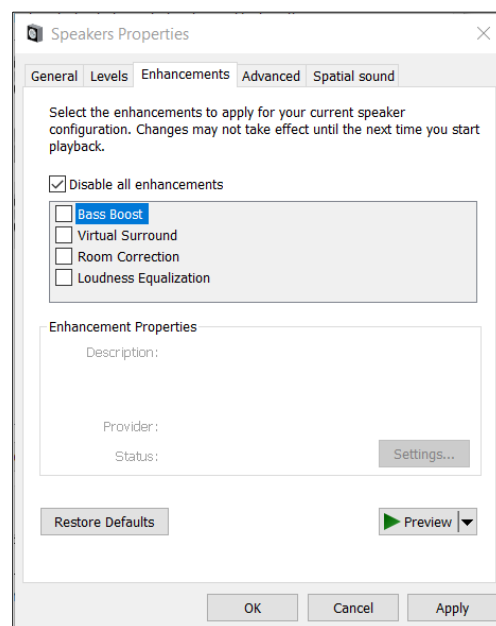 Speakers Properties
General Levels Enhancements Advanced Spatial sound
Select the enhancements to apply for your current speaker
configuration. Changes may not take effect until the next time you start
playback.
Disable all enhancements
Bass Boost
Virtual Surround
Room Correction
Loudness Equalization
Enhancement Properties
Description:
Provider:
Status:
Settings...
Restore Defaults
Preview
OK Cancel Apply